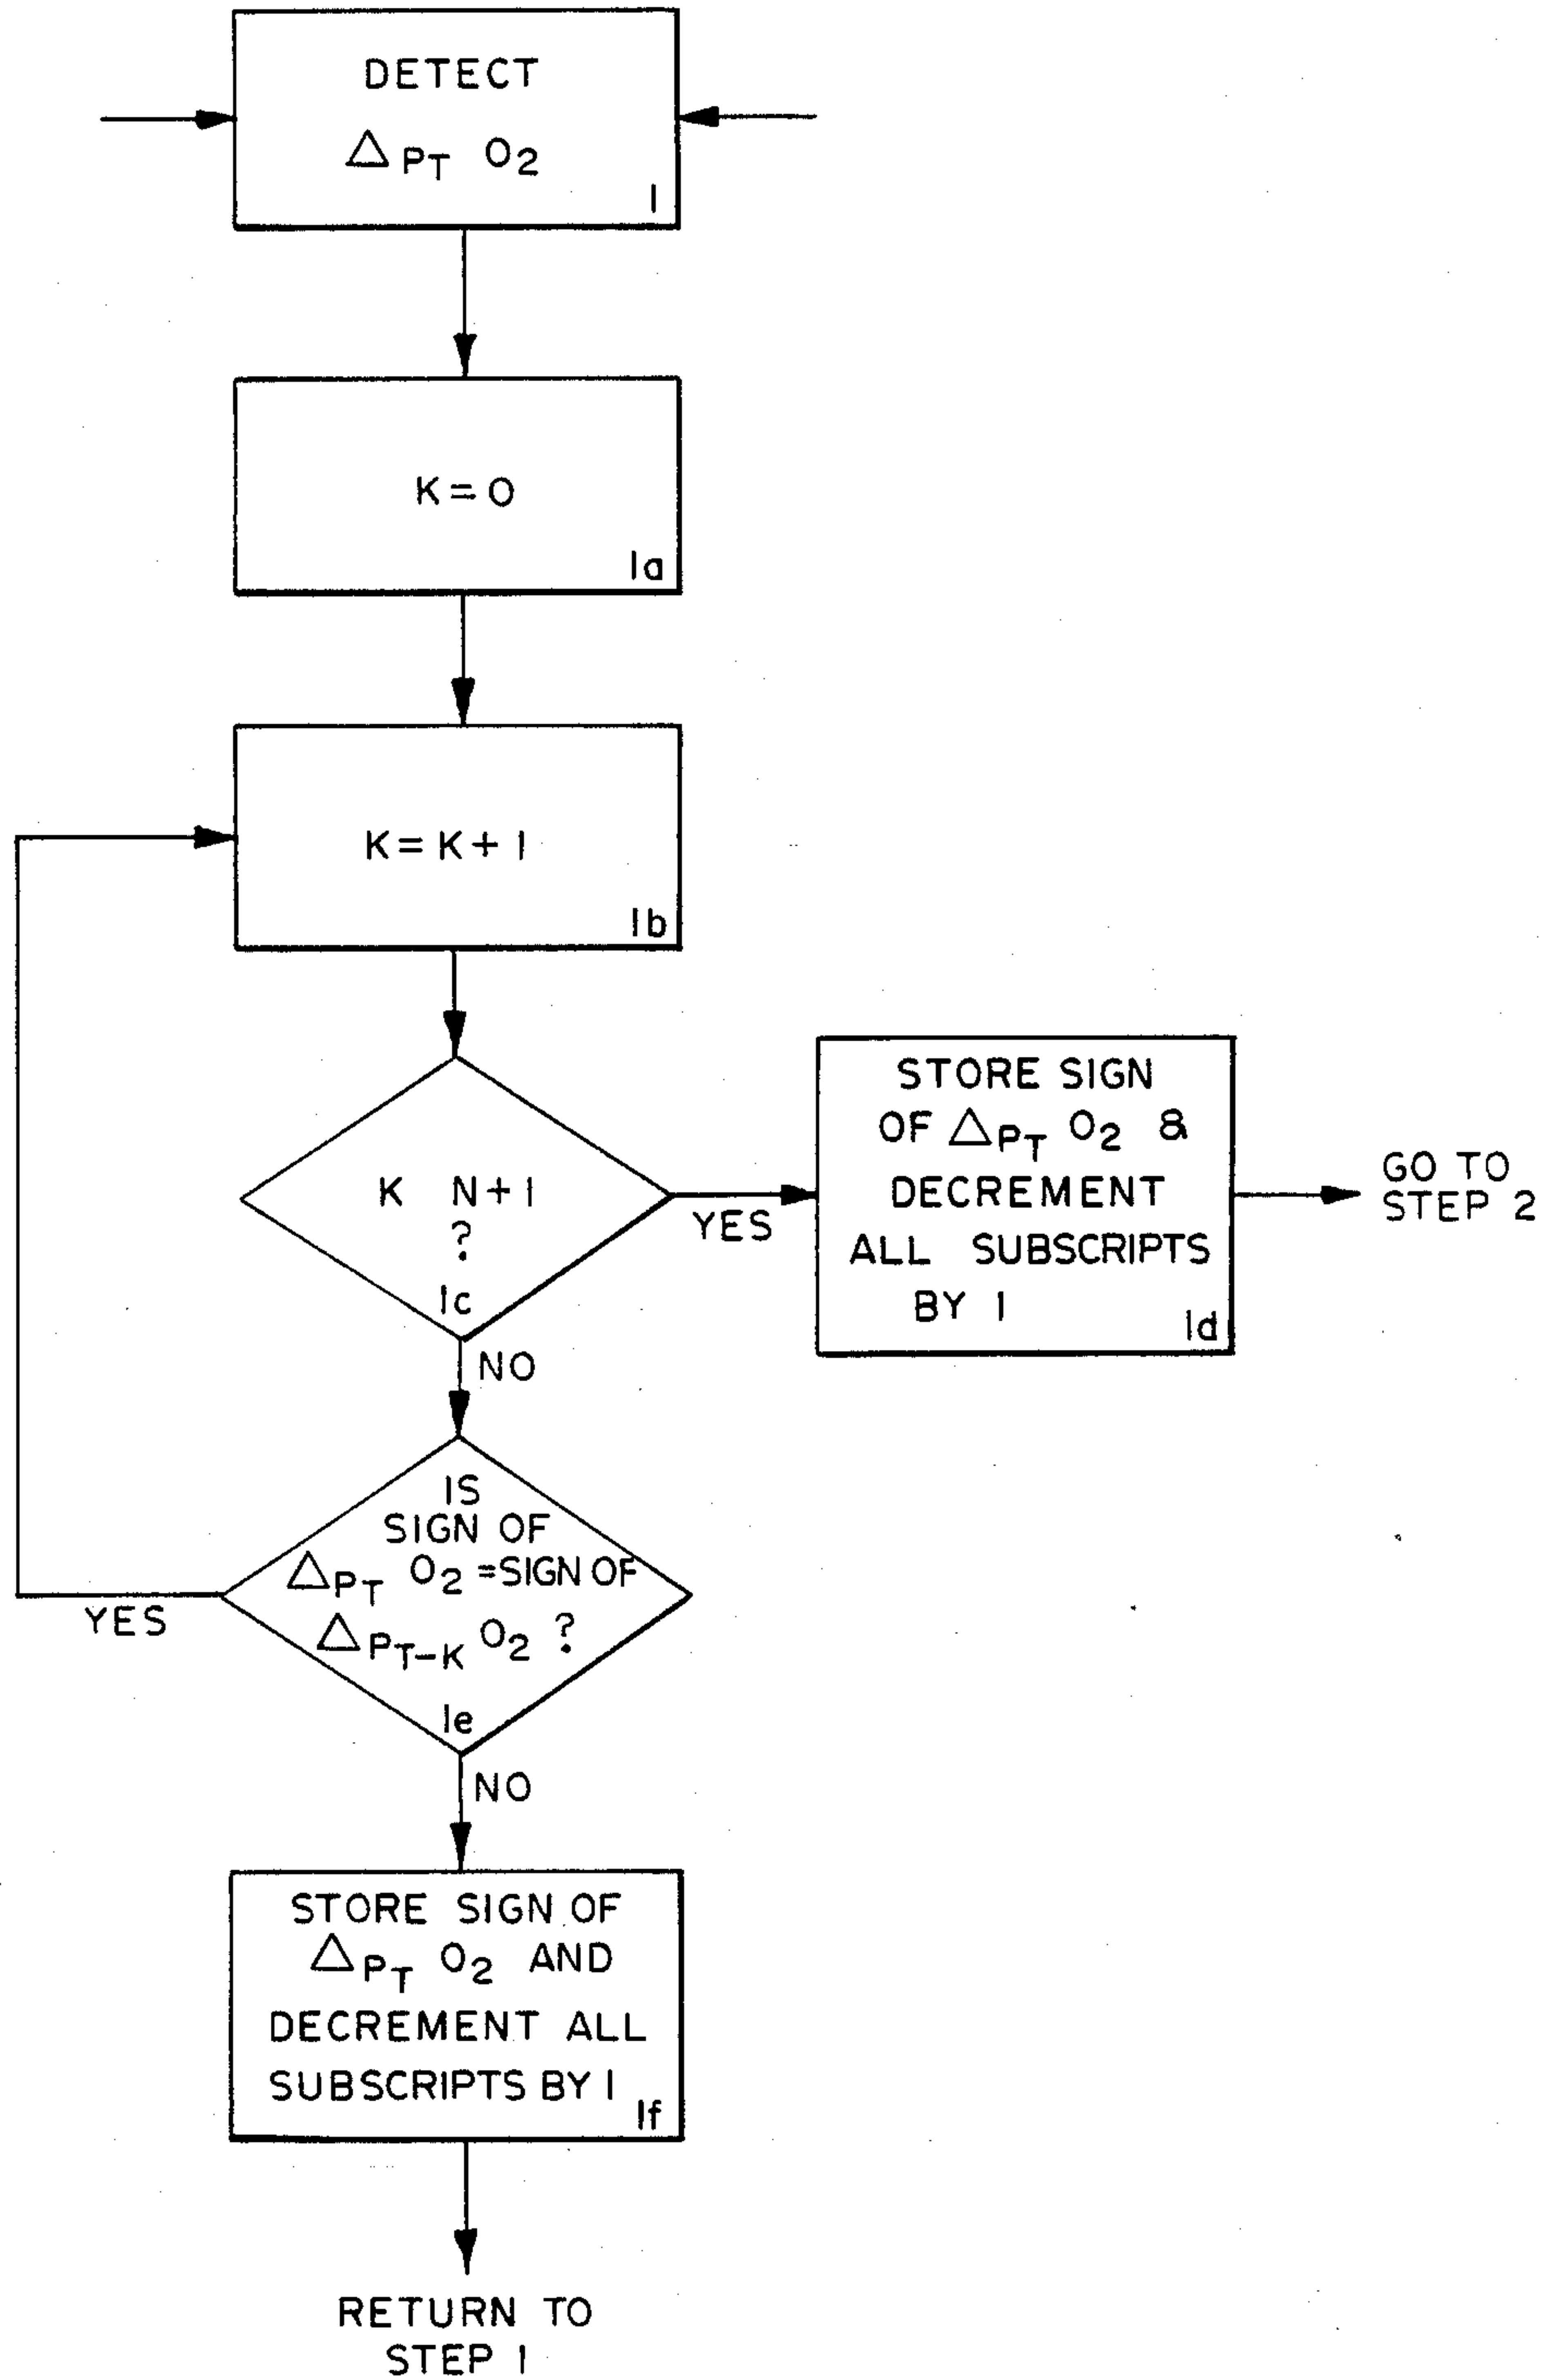 DETECT
△PT O2
1
K=0
1a
K=K+1
1b
K N+1
?
1c
YES
NO
STORE SIGN
OF △PT O2 &
DECREMENT
ALL SUBSCRIPTS
BY 1
1d
GO TO
STEP 2
IS
SIGN OF
△PT O2 =SIGN OF
△PT-K O2 ?
1e
YES
NO
STORE SIGN OF
△PT O2 AND
DECREMENT ALL
SUBSCRIPTS BY 1
1f
RETURN TO
STEP 1